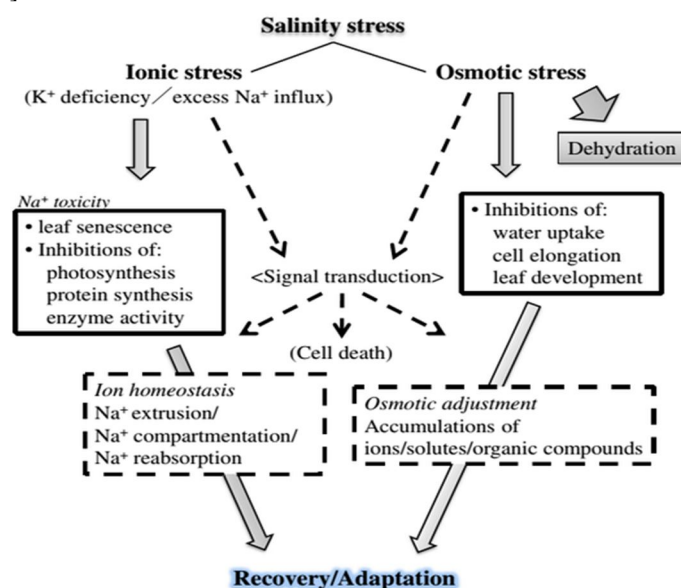 Salinity stress
Ionic stress
(K⁺ deficiency／excess Na⁺ influx)
Osmotic stress
Dehydration
Na⁺ toxicity
• leaf senescence
• Inhibitions of:
photosynthesis
protein synthesis
enzyme activity
• Inhibitions of:
water uptake
cell elongation
leaf development
<Signal transduction>
(Cell death)
Ion homeostasis
Na⁺ extrusion/
Na⁺ compartmentation/
Na⁺ reabsorption
Osmotic adjustment
Accumulations of
ions/solutes/organic compounds
Recovery/Adaptation